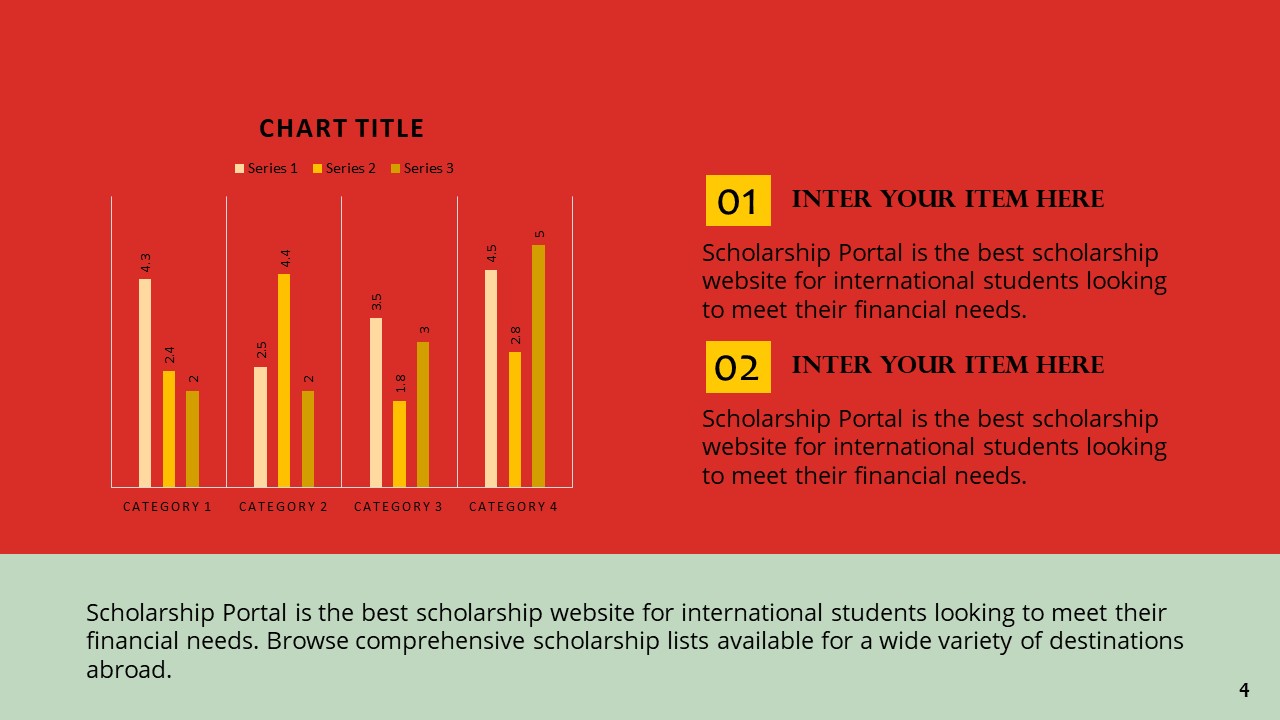 CHART TITLE
Series 1 Series 2 Series 3
4.3 2.4 2 2.5 4.4 2 3.5 1.8 3 4.5 2.8 5
CATEGORY 1 CATEGORY 2 CATEGORY 3 CATEGORY 4
01 INTER YOUR ITEM HERE
Scholarship Portal is the best scholarship
website for international students looking
to meet their financial needs.
02 INTER YOUR ITEM HERE
Scholarship Portal is the best scholarship
website for international students looking
to meet their financial needs.
Scholarship Portal is the best scholarship website for international students looking to meet their
financial needs. Browse comprehensive scholarship lists available for a wide variety of destinations
abroad.
4